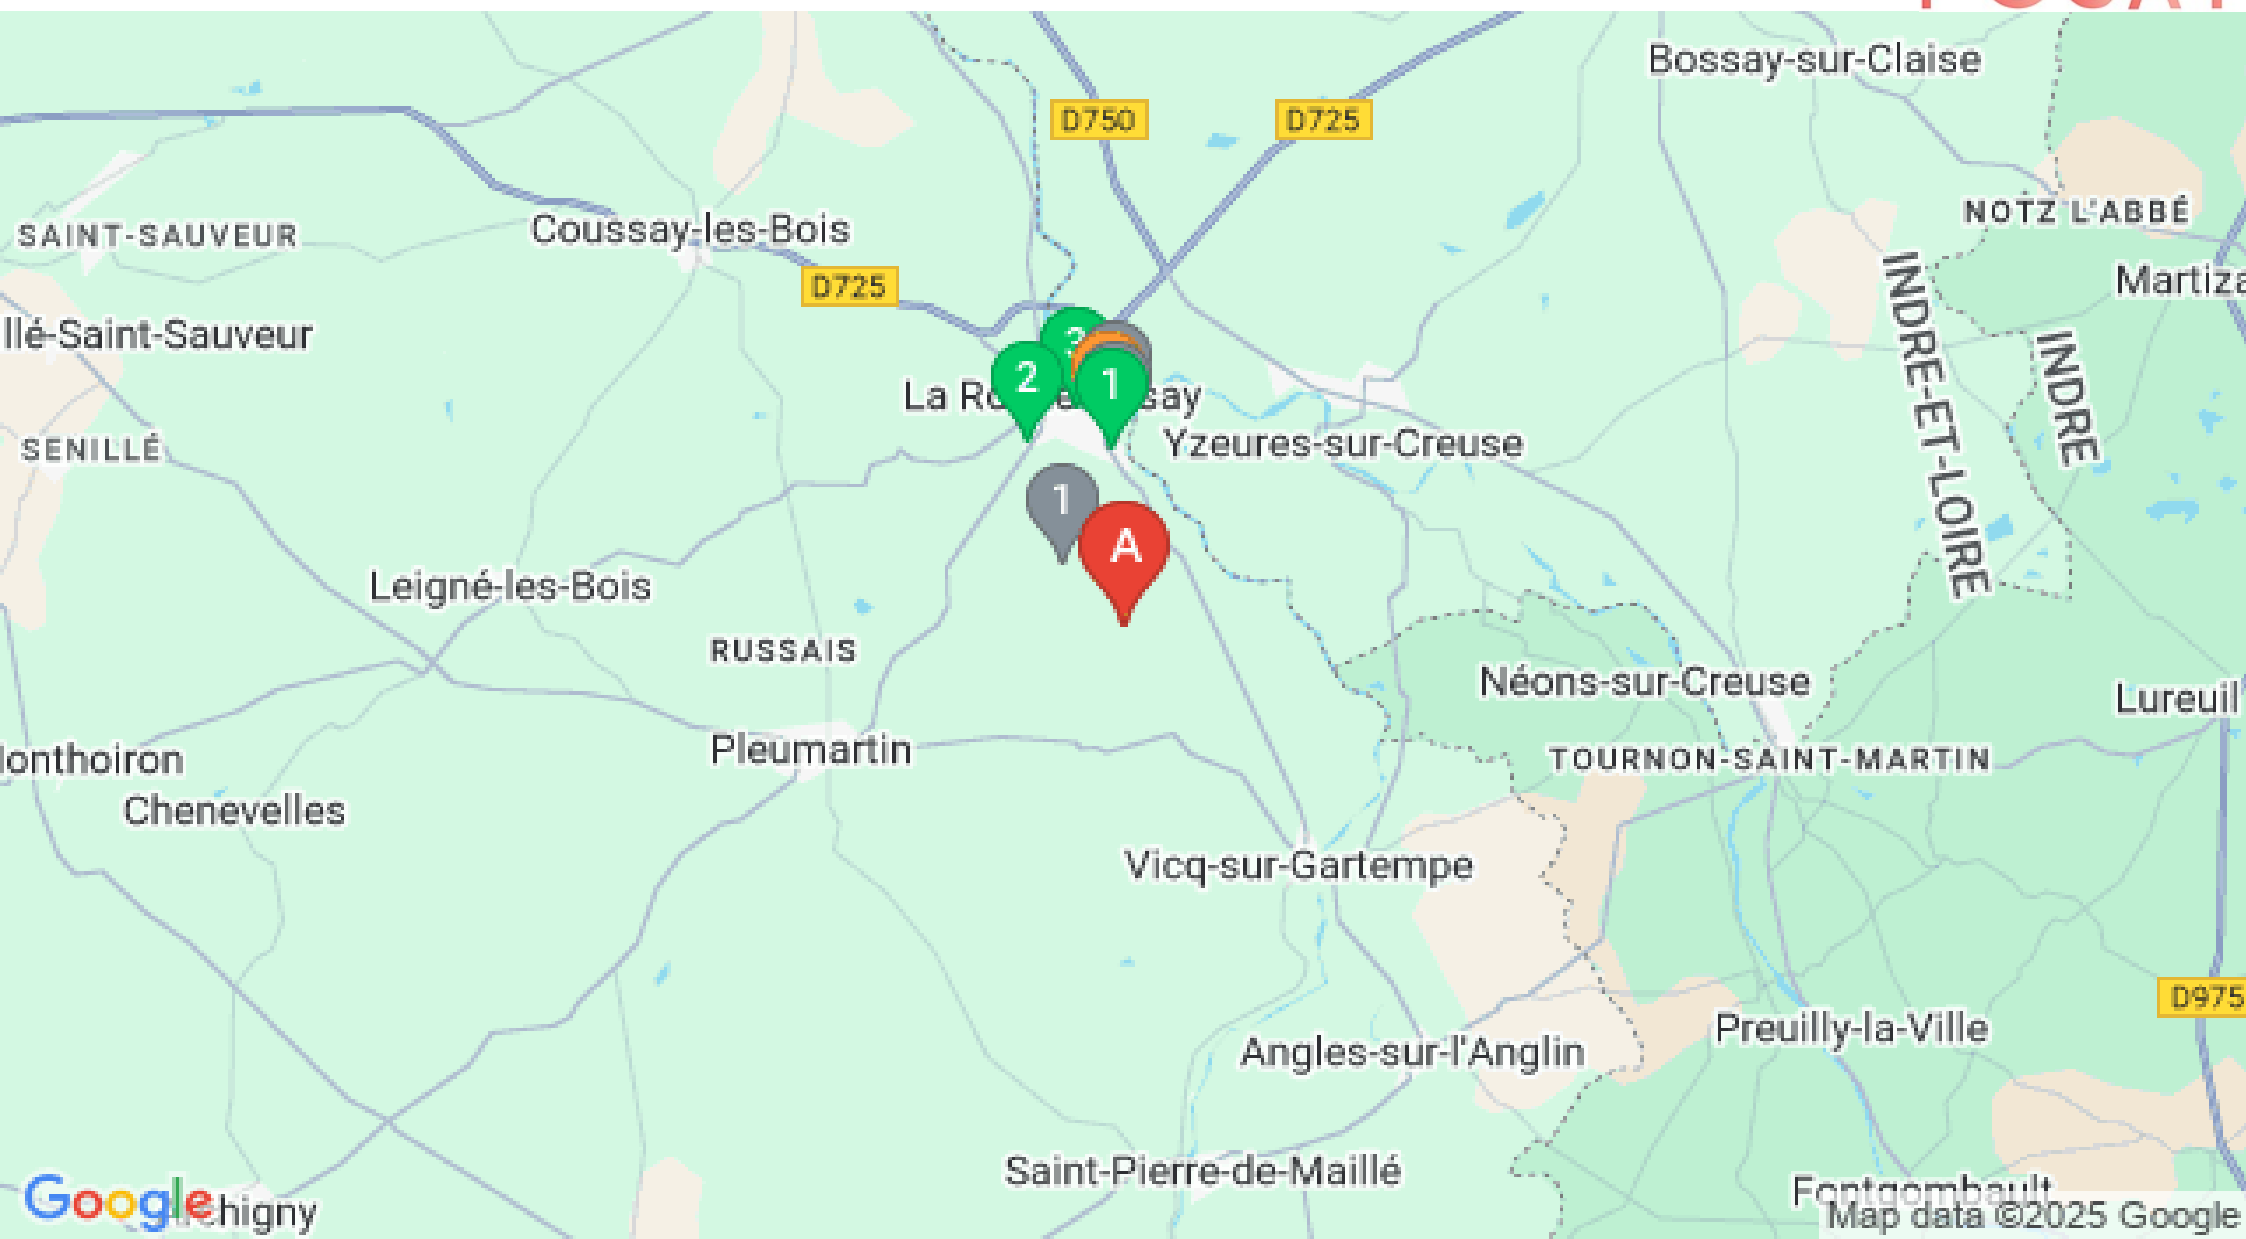 Bossay-sur-Claise
D750
D725
NOTZ L'ABBÉ
SAINT-SAUVEUR
Coussay-les-Bois
D725
Martiza
INDRE-ET-LOIRE
INDRE
llé-Saint-Sauveur
3
2
1
La Ro
say
SENILLÉ
Yzeures-sur-Creuse
1
A
Leigné-les-Bois
RUSSAIS
Néons-sur-Creuse
Lureuil
Pleumartin
TOURNON-SAINT-MARTIN
onthoiron
Chenevelles
Vicq-sur-Gartempe
D975
Preuilly-la-Ville
Angles-sur-l'Anglin
Saint-Pierre-de-Maillé
Fontgombault
Google
higny
Map data ©2025 Google